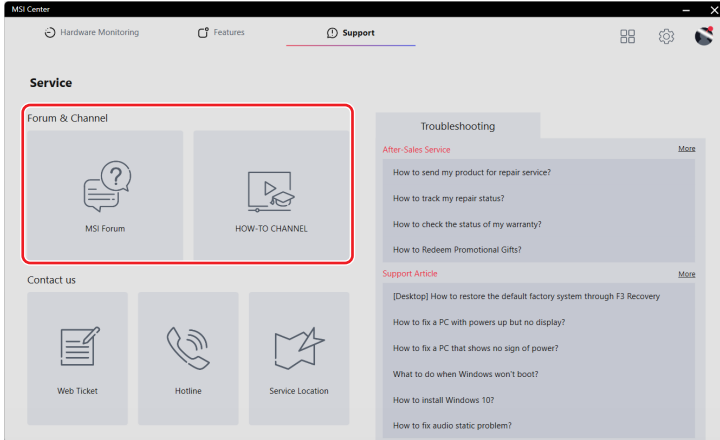 MSI Center
Hardware Monitoring
Features
Support
Service
Forum & Channel
MSI Forum
HOW-TO CHANNEL
Contact us
Web Ticket
Hotline
Service Location
Troubleshooting
After-Sales Service More
How to send my product for repair service?
How to track my repair status?
How to check the status of my warranty?
How to Redeem Promotional Gifts?
Support Article More
[Desktop] How to restore the default factory system through F3 Recovery
How to fix a PC with powers up but no display?
How to fix a PC that shows no sign of power?
What to do when Windows won't boot?
How to install Windows 10?
How to fix audio static problem?